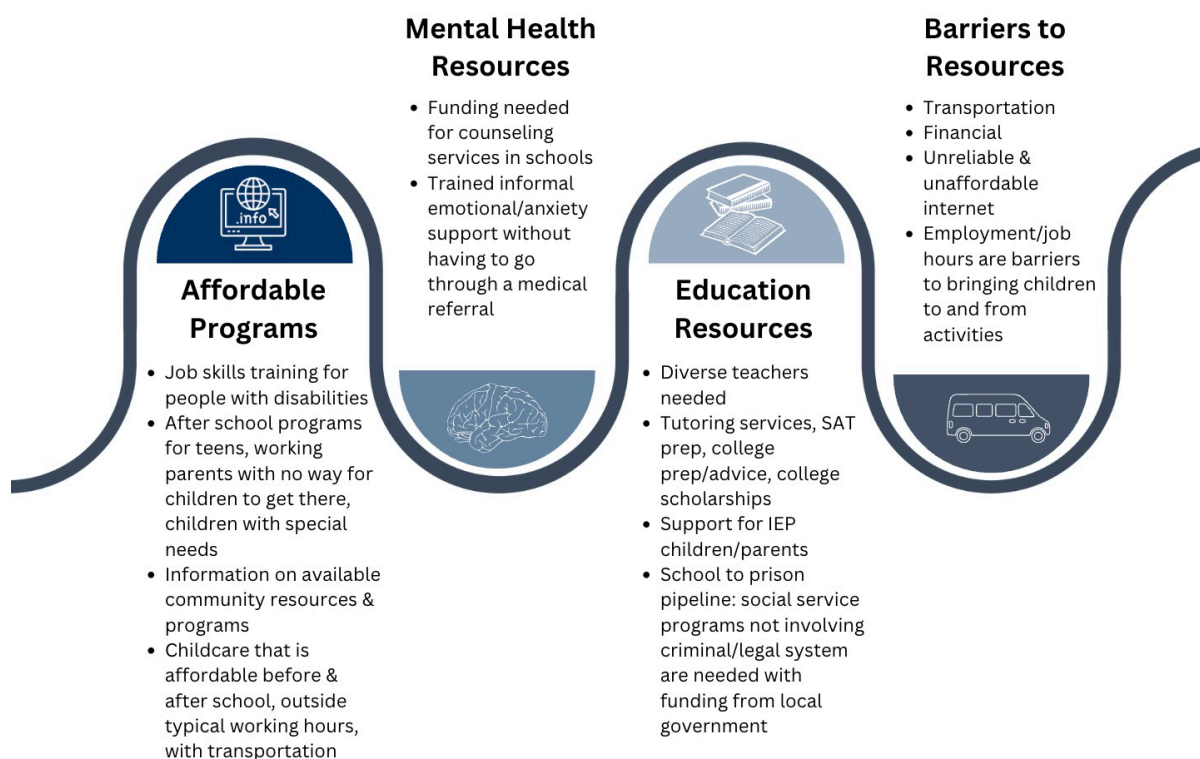 Affordable
Programs
• Job skills training for
people with disabilities
• After school programs
for teens, working
parents with no way for
children to get there,
children with special
needs
• Information on available
community resources &
programs
• Childcare that is
affordable before &
after school, outside
typical working hours,
with transportation
.info
Mental Health
Resources
• Funding needed
for counseling
services in schools
• Trained informal
emotional/anxiety
support without
having to go
through a medical
referral
Education
Resources
• Diverse teachers
needed
• Tutoring services, SAT
prep, college
prep/advice, college
scholarships
• Support for IEP
children/parents
• School to prison
pipeline: social service
programs not involving
criminal/legal system
are needed with
funding from local
government
Barriers to
Resources
• Transportation
• Financial
• Unreliable &
unaffordable
internet
• Employment/job
hours are barriers
to bringing children
to and from
activities